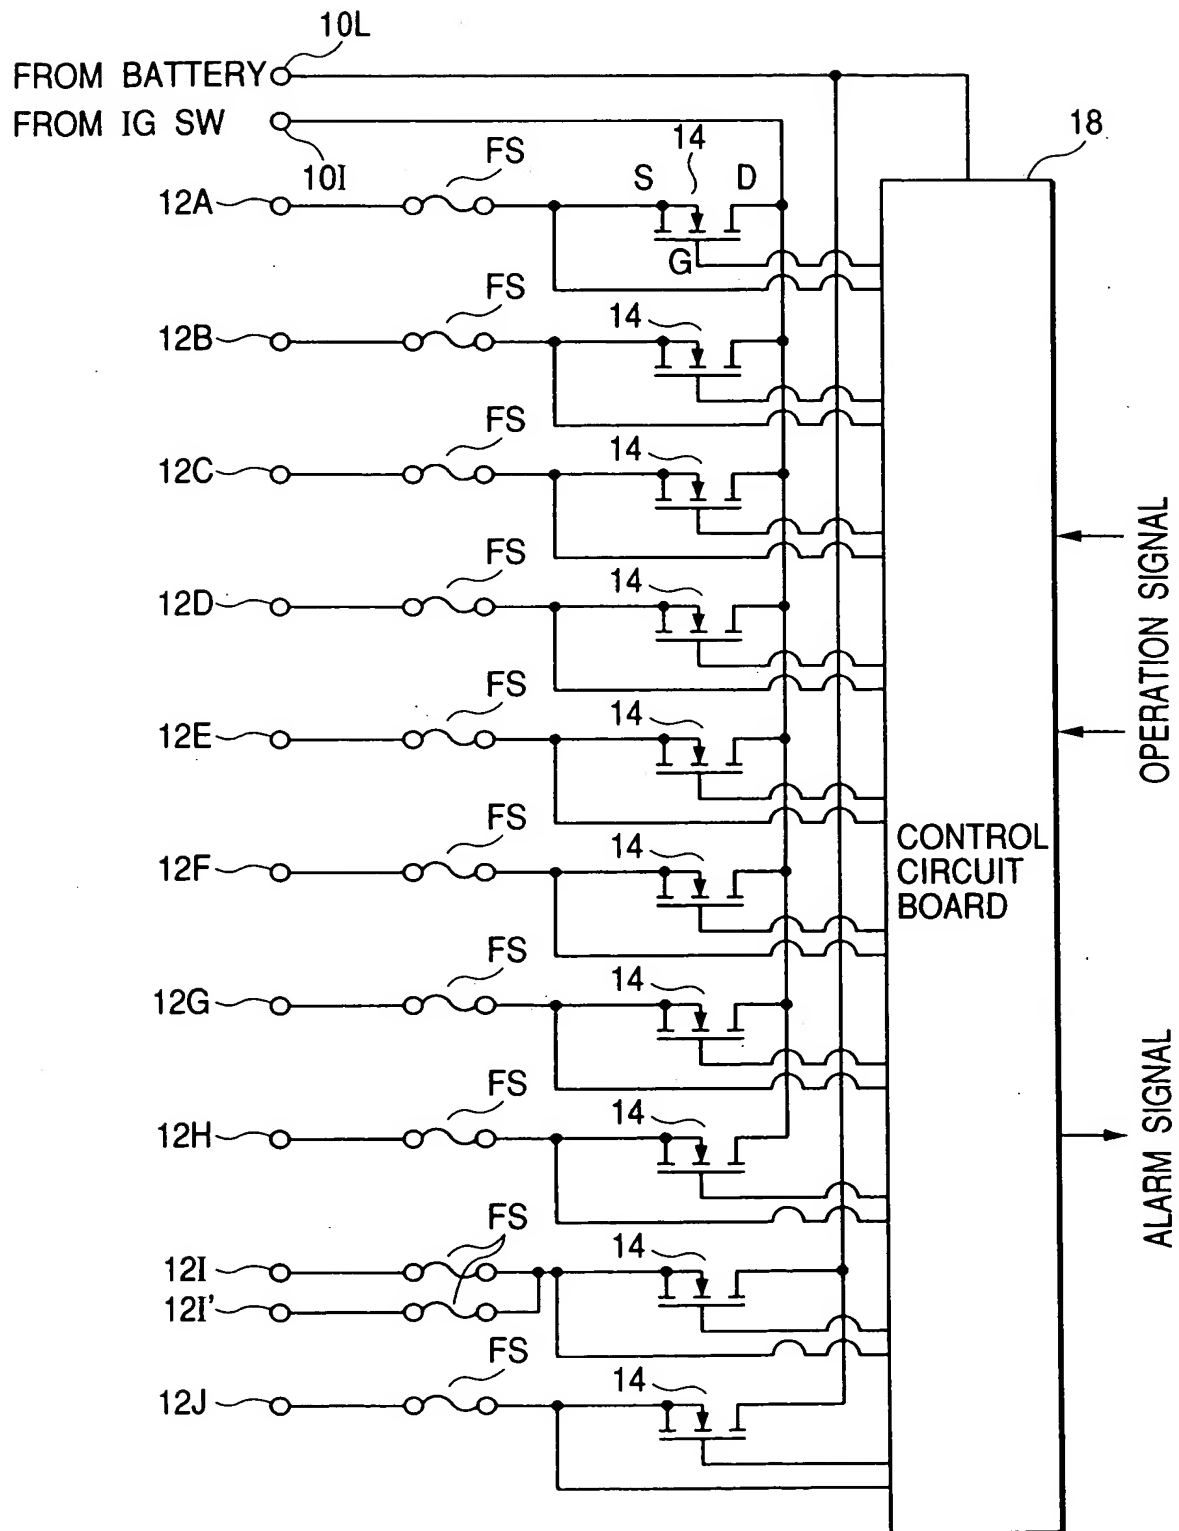 10L
FROM BATTERY
FROM IG SW
10I
18
FS
14
S
D
12A
G
FS
14
12B
FS
14
12C
FS
14
12D
OPERATION SIGNAL
FS
14
12E
CONTROL
CIRCUIT
BOARD
FS
14
12F
FS
14
12G
ALARM SIGNAL
FS
14
12H
FS
14
12I
12I'
FS
14
12J